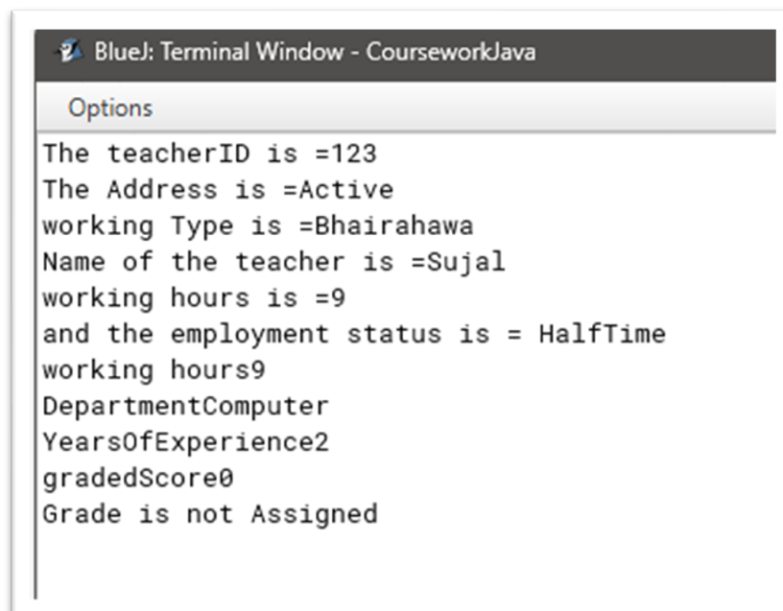 BlueJ: Terminal Window - CourseworkJava
Options
The teacherID is =123
The Address is =Active
working Type is =Bhairahawa
Name of the teacher is =Sujal
working hours is =9
and the employment status is = HalfTime
working hours9
DepartmentComputer
YearsOfExperience2
gradedScore0
Grade is not Assigned